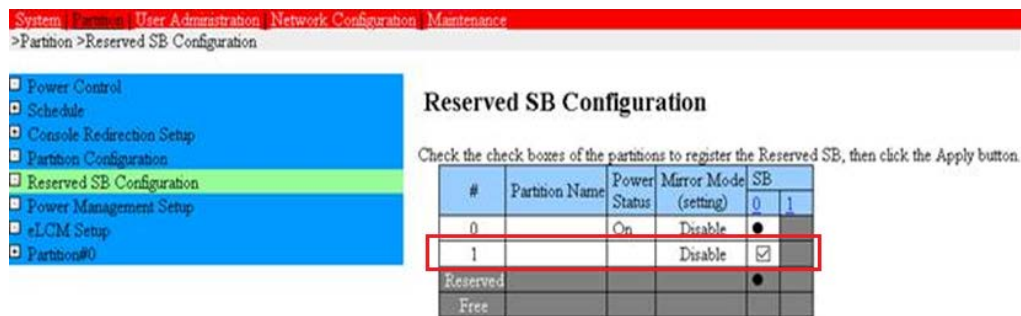 System | Partition | User Administration | Network Configuration | Maintenance
>Partition >Reserved SB Configuration
Power Control
Schedule
Console Redirection Setup
Partition Configuration
Reserved SB Configuration
Power Management Setup
eLCM Setup
Partition#0
Reserved SB Configuration
Check the check boxes of the partitions to register the Reserved SB, then click the Apply button.
# Partition Name Power Status Mirror Mode (setting) SB
0 1
0 On Disable ●
1 Disable ☑
Reserved ●
Free